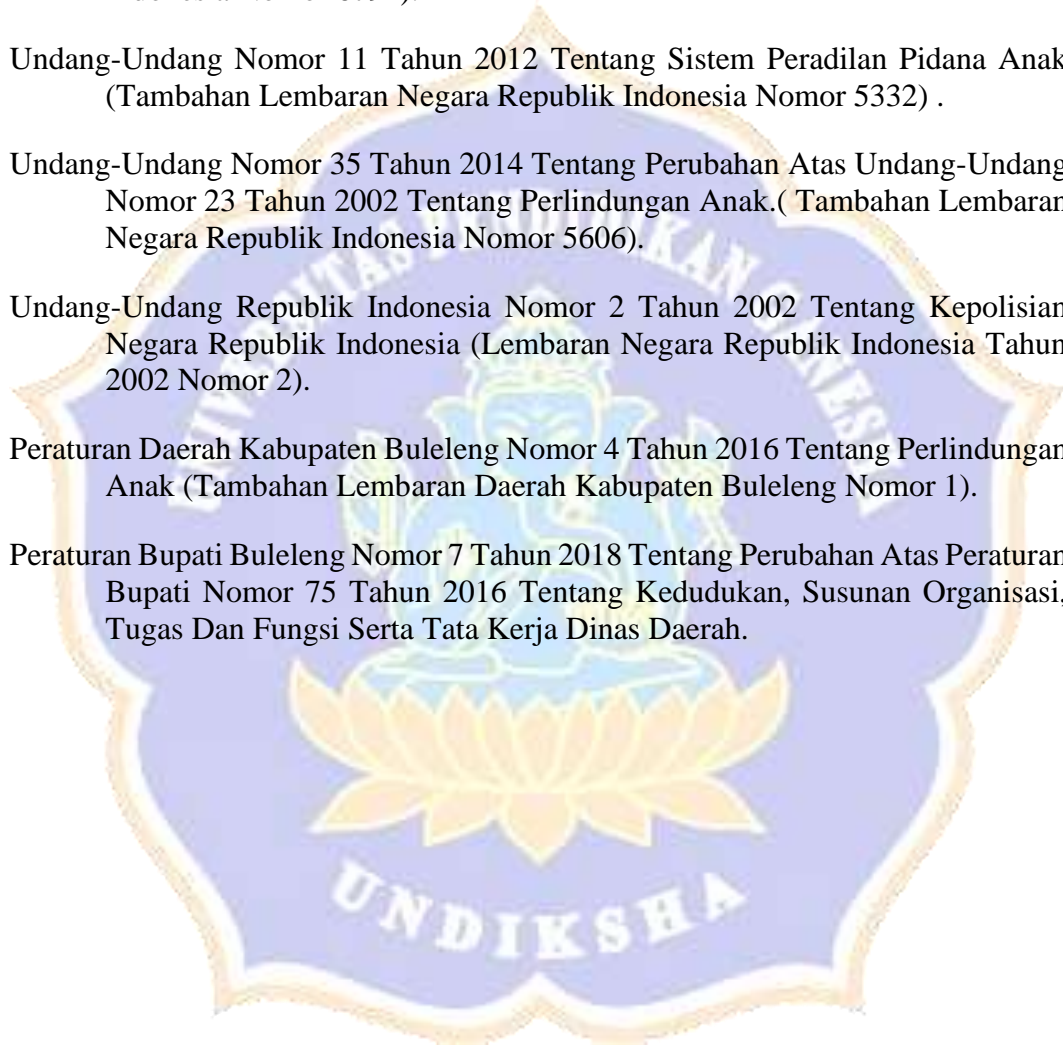 Undang-Undang Nomor 11 Tahun 2012 Tentang Sistem Peradilan Pidana Anak
(Tambahan Lembaran Negara Republik Indonesia Nomor 5332) .
Undang-Undang Nomor 35 Tahun 2014 Tentang Perubahan Atas Undang-Undang
Nomor 23 Tahun 2002 Tentang Perlindungan Anak.( Tambahan Lembaran
Negara Republik Indonesia Nomor 5606).
Undang-Undang Republik Indonesia Nomor 2 Tahun 2002 Tentang Kepolisian
Negara Republik Indonesia (Lembaran Negara Republik Indonesia Tahun
2002 Nomor 2).
Peraturan Daerah Kabupaten Buleleng Nomor 4 Tahun 2016 Tentang Perlindungan
Anak (Tambahan Lembaran Daerah Kabupaten Buleleng Nomor 1).
Peraturan Bupati Buleleng Nomor 7 Tahun 2018 Tentang Perubahan Atas Peraturan
Bupati Nomor 75 Tahun 2016 Tentang Kedudukan, Susunan Organisasi,
Tugas Dan Fungsi Serta Tata Kerja Dinas Daerah.
UNIVERSITAS PENDIDIKAN GANESHA
UNDIKSHA